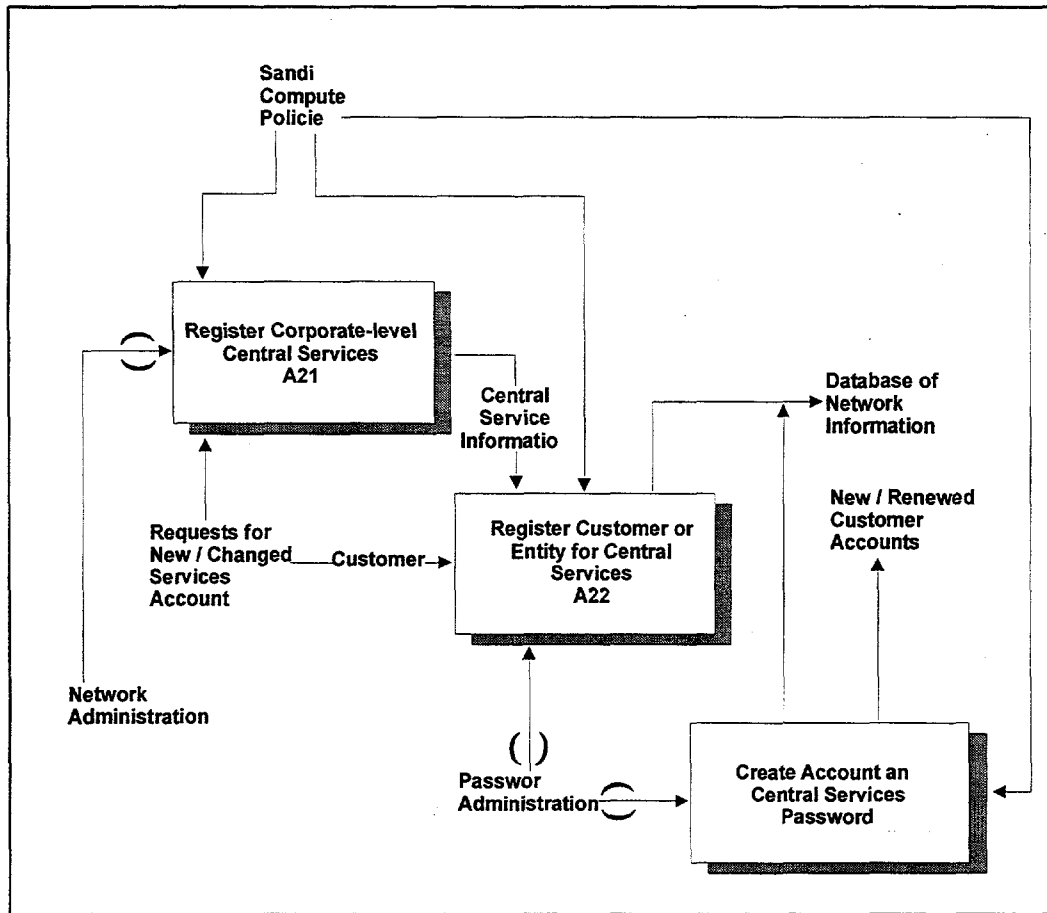 Sandi
Compute
Policie
Register Corporate-level
Central Services
A21
Central
Service
Informatio
Database of
Network
Information
New / Renewed
Customer
Accounts
Requests for
New / Changed
Services
Account
Customer
Register Customer or
Entity for Central
Services
A22
Network
Administration
Passwor
Administration
Create Account an
Central Services
Password